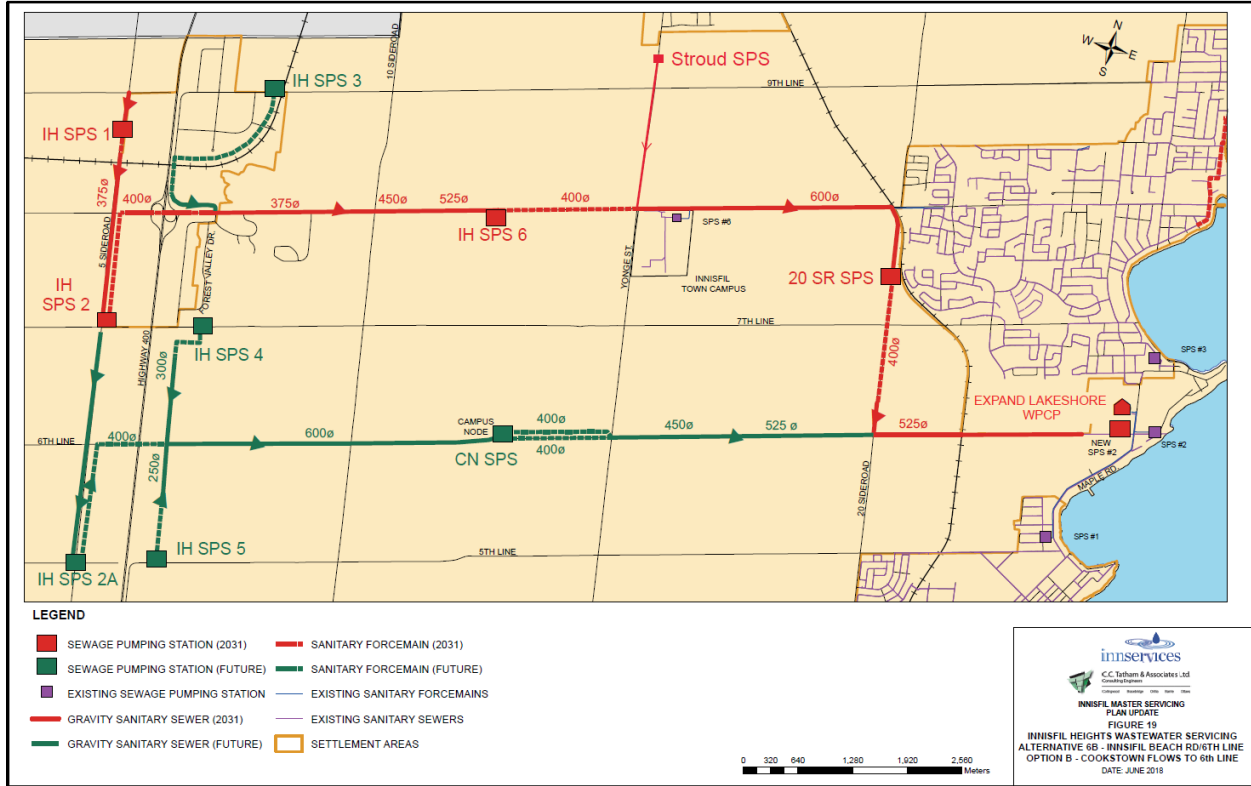 N
W
E
S
Stroud SPS
10 SIDEROAD
IH SPS 3
9TH LINE
IH SPS 1
375ø
400ø
375ø
450ø
525ø
400ø
600ø
IH SPS 6
SPS #6
5 SIDEROAD
FOREST VALLEY DR.
YONGE ST.
INNISFIL
TOWN CAMPUS
20 SR SPS
IH
SPS 2
7TH LINE
HIGHWAY 400
300ø
IH SPS 4
400ø
SPS #3
EXPAND LAKESHORE
WPCP
CAMPUS
NODE
400ø
6TH LINE
400ø
600ø
CN SPS
400ø
450ø
525 ø
525ø
NEW
SPS #2
SPS #2
250ø
20 SIDEROAD
MAPLE RD.
IH SPS 5
5TH LINE
SPS #1
IH SPS 2A
LEGEND
SEWAGE PUMPING STATION (2031)
SANITARY FORCEMAIN (2031)
SEWAGE PUMPING STATION (FUTURE)
SANITARY FORCEMAIN (FUTURE)
EXISTING SEWAGE PUMPING STATION
EXISTING SANITARY FORCEMAINS
GRAVITY SANITARY SEWER (2031)
EXISTING SANITARY SEWERS
GRAVITY SANITARY SEWER (FUTURE)
SETTLEMENT AREAS
0 320 640 1,280 1,920 2,560
Meters
innservices
C.C. Tatham & Associates Ltd
Consulting Engineers
INNISFIL MASTER SERVICING
PLAN UPDATE
FIGURE 19
INNISFIL HEIGHTS WASTEWATER SERVICING
ALTERNATIVE 6B - INNSIFIL BEACH RD/6TH LINE
OPTION B - COOKSTOWN FLOWS TO 6th LINE
DATE: JUNE 2018